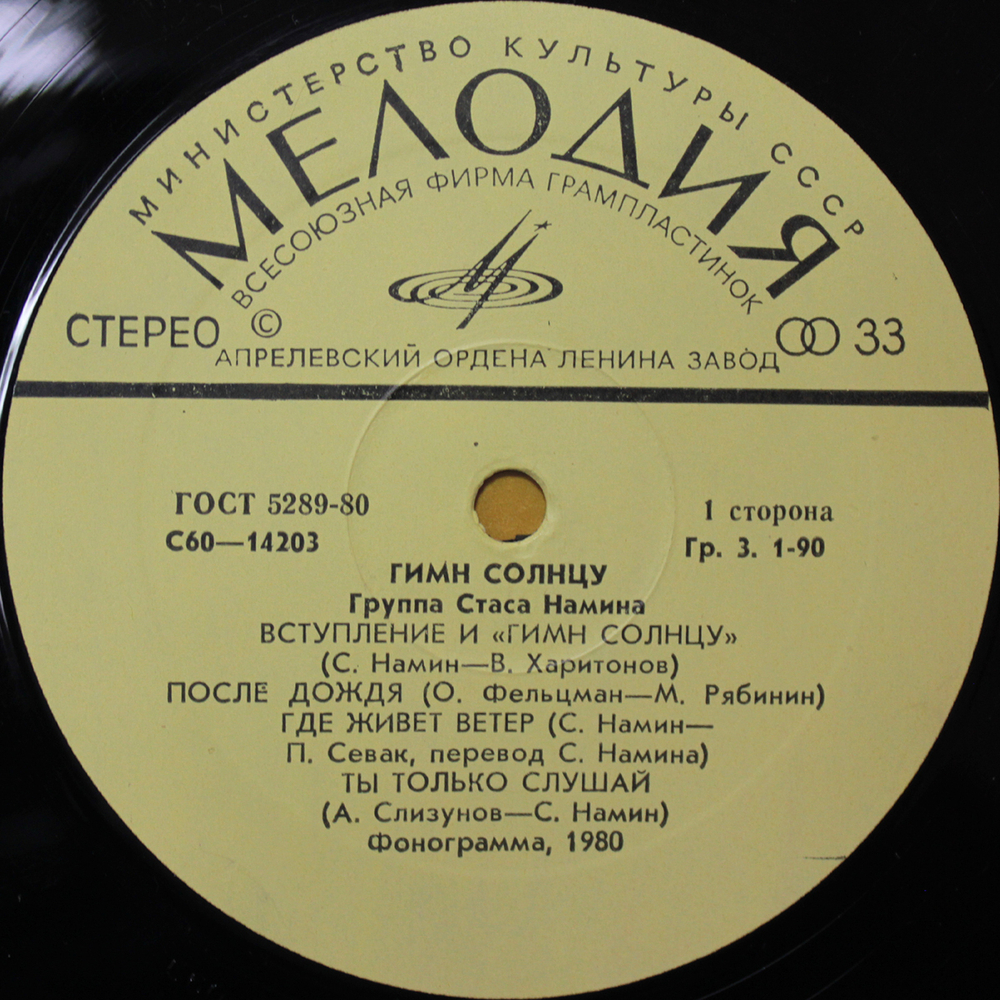 МИНИСТЕРСТВО КУЛЬТУРЫ СССР
МЕЛОДИЯ
ВСЕСОЮЗНАЯ ФИРМА ГРАМПЛАСТИНОК
СТЕРЕО © 33
АПРЕЛЕВСКИЙ ОРДЕНА ЛЕНИНА ЗАВОД
ГОСТ 5289-80 1 сторона
С60—14203 Гр. 3. 1-90
ГИМН СОЛНЦУ
Группа Стаса Намина
ВСТУПЛЕНИЕ И «ГИМН СОЛНЦУ»
(С. Намин—В. Харитонов)
ПОСЛЕ ДОЖДЯ (О. Фельцман—М. Рябинин)
ГДЕ ЖИВЕТ ВЕТЕР (С. Намин—
П. Севак, перевод С. Намина)
ТЫ ТОЛЬКО СЛУШАЙ
(А. Слизунов—С. Намин)
Фонограмма, 1980